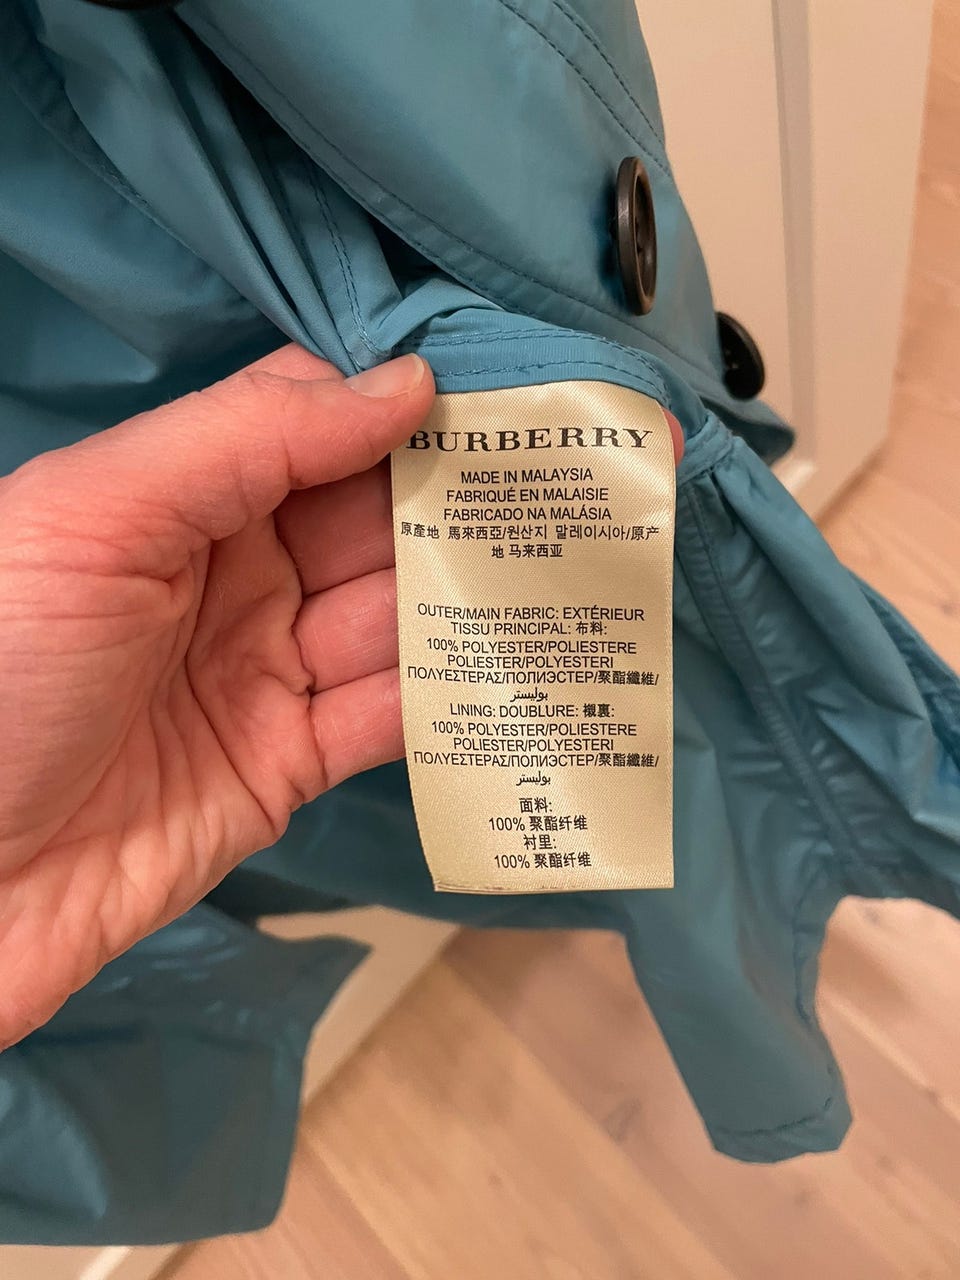 BURBERRY
MADE IN MALAYSIA
FABRIQUÉ EN MALAISIE
FABRICADO NA MALÁSIA
原產地 馬來西亞/원산지 말레이시아/原产
地 马来西亚
OUTER/MAIN FABRIC: EXTÉRIEUR
TISSU PRINCIPAL: 布料:
100% POLYESTER/POLIESTERE
POLIESTER/POLYESTERI
ΠΟΛΥΕΣΤΕΡΑΣ/ПОЛИЭСТЕР/聚酯纖維/
بوليستر
LINING: DOUBLURE: 襯裏:
100% POLYESTER/POLIESTERE
POLIESTER/POLYESTERI
ΠΟΛΥΕΣΤΕΡΑΣ/ПОЛИЭСТЕР/聚酯纖維/
بوليستر
面料:
100% 聚酯纤维
衬里:
100% 聚酯纤维